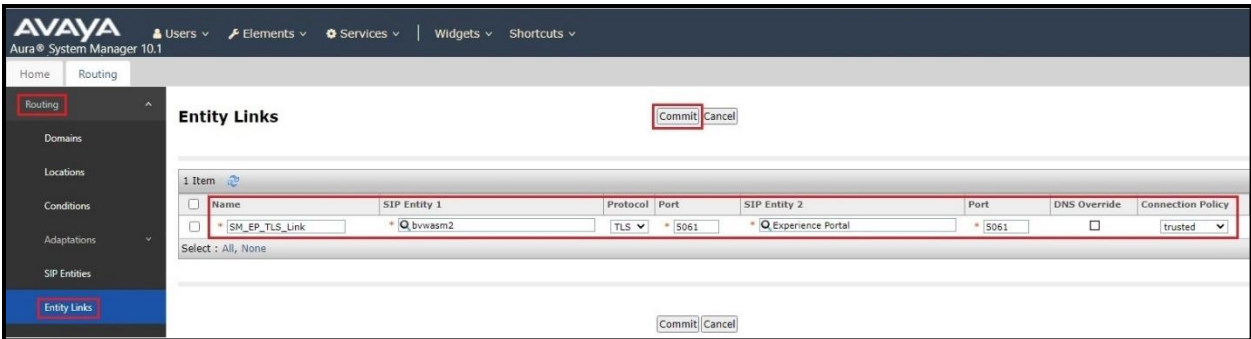 AVAYA
Aura® System Manager 10.1
Users Elements Services | Widgets Shortcuts
Home Routing
Routing
Domains
Locations
Conditions
Adaptations
SIP Entities
Entity Links
Entity Links Commit Cancel
1 Item
Name SIP Entity 1 Protocol Port SIP Entity 2 Port DNS Override Connection Policy
* SM_EP_TLS_Link * bvwasm2 TLS * 5061 * Experience Portal * 5061 trusted
Select : All, None
Commit Cancel